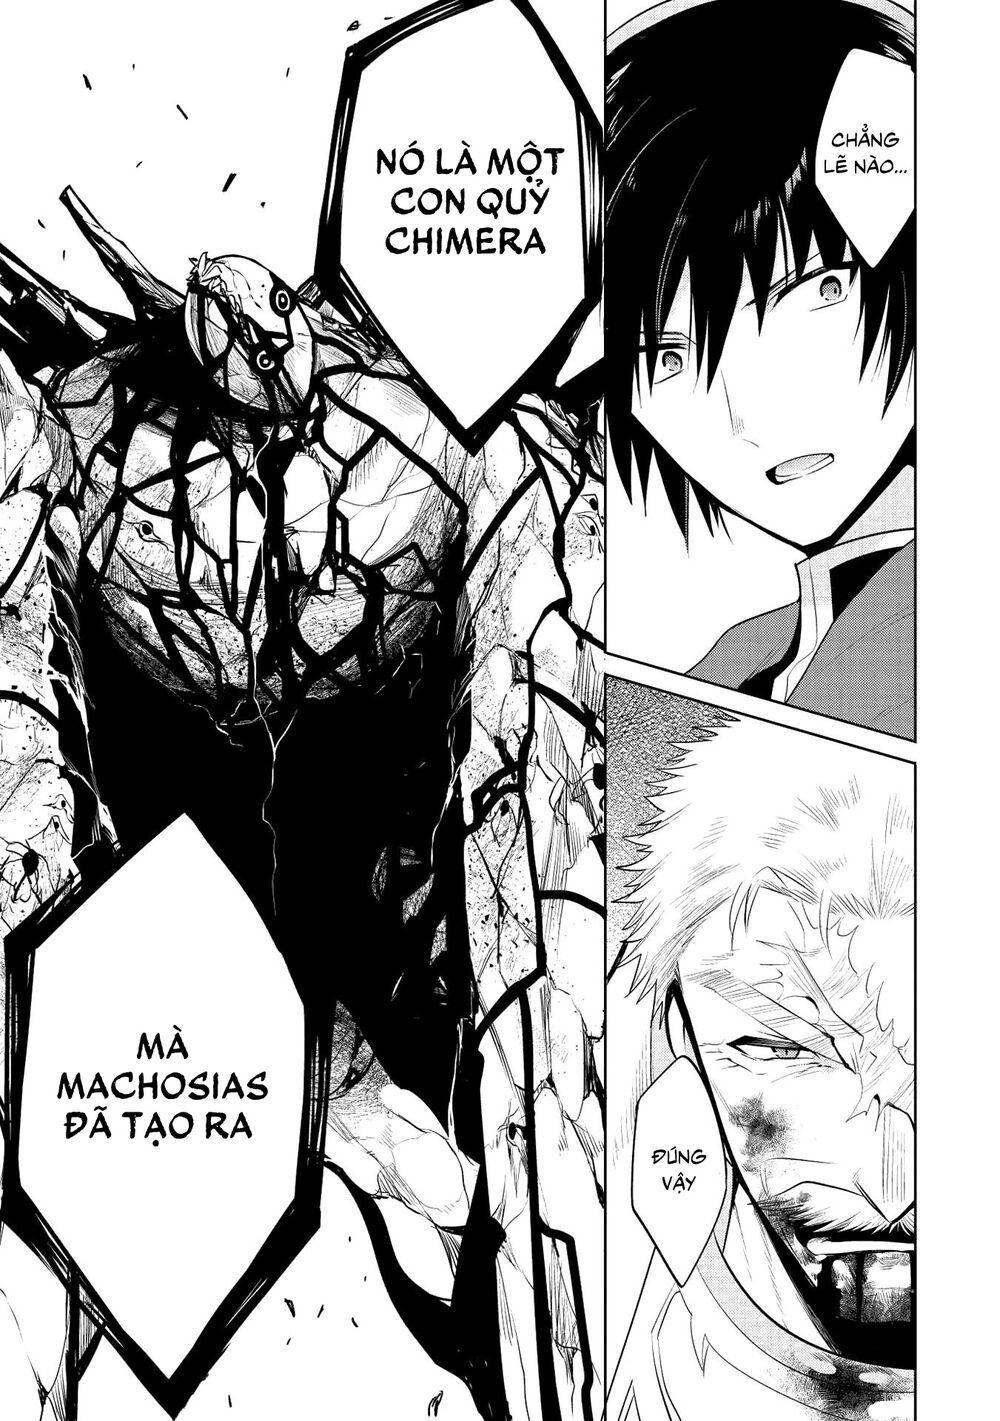 CHẲNG
LẼ NÀO...
ĐÚNG
VẬY
NÓ LÀ MỘT
CON QUỶ
CHIMERA
MÀ
MACHOSIAS
ĐÃ TẠO RA